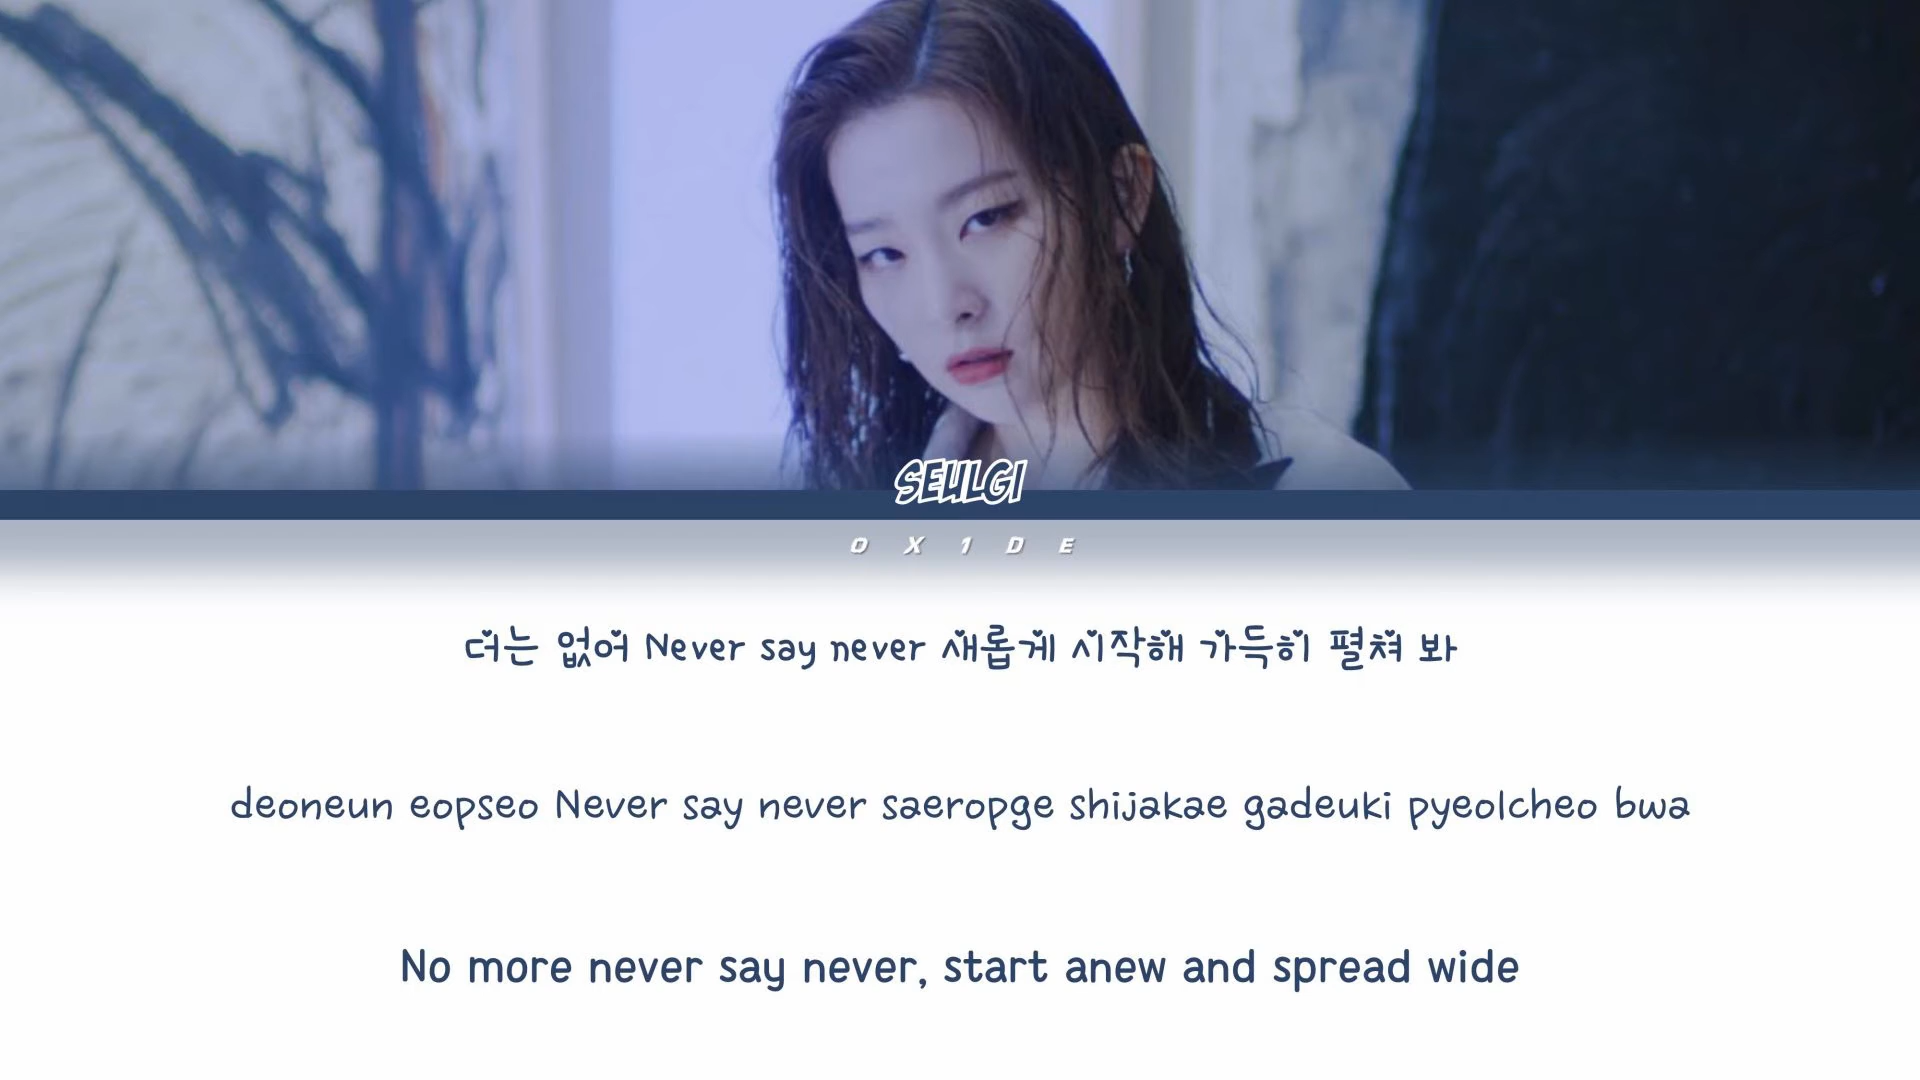 SEULGI
OX1DE
더는 없어 Never say never 새롭게 시작해 가득히 펼쳐 봐
deoneun eopseo Never say never saeropge shijakae gadeuki pyeolcheo bwa
No more never say never, start anew and spread wide